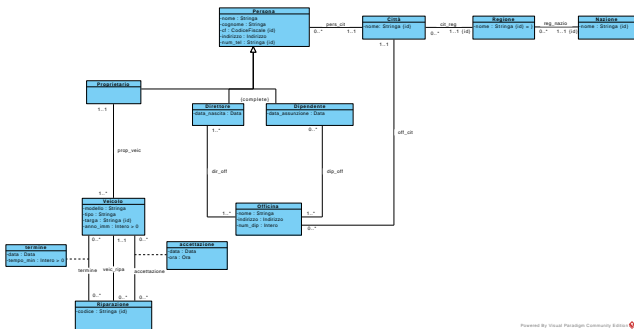 Persona
-nome : Stringa
-cognome : Stringa
-cf : CodiceFiscale {id}
-indirizzo : Indirizzo
-num_tel : Stringa {id}
pers_cit
0..*
1..1
Città
-nome : Stringa {id}
cit_reg
0..*
1..1 {id}
Regione
-nome : Stringa {id}
reg_nazio
0..*
1..1 {id}
Nazione
-nome : Stringa {id}
Proprietario
1..1
{complete}
Direttore
-data_nascita : Data
1..*
Dipendente
-data_assunzione : Data
0..*
off_cit
prop_veic
dir_off
dip_off
1..*
Veicolo
-modello : Stringa
-tipo : Stringa
-targa : Stringa {id}
-anno_imm : Intero > 0
1..*
1..*
Officina
-nome : Stringa
-indirizzo : Indirizzo
-num_dip : Intero
0..*
0..*
1..1
0..*
termine
-data : Data
-tempo_min : Intero > 0
accettazione
-data : Data
-ora : Ora
termine
veic_ripa
accettazione
0..*
0..*
0..*
Riparazione
-codice : Stringa {id}
Powered By Visual Paradigm Community Edition